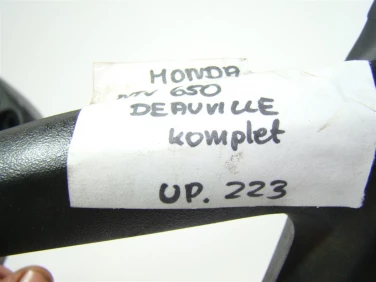 HONDA
NTV 650
DEAUVILLE
komplet
UP. 223